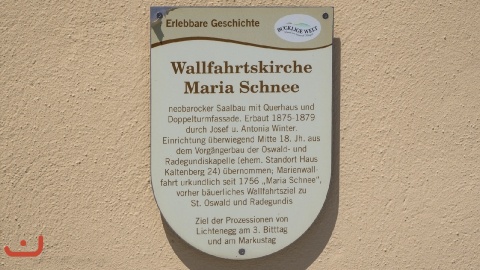 Erlebbare Geschichte
BUCKLIGE WELT
Wallfahrtskirche
Maria Schnee
neobarocker Saalbau mit Querhaus und
Doppelturmfassade. Erbaut 1875-1879
durch Josef u. Antonia Winter.
Einrichtung überwiegend Mitte 18. Jh. aus
dem Vorgängerbau der Oswald- und
Radegundiskapelle (ehem. Standort Haus
Kaltenberg 24) übernommen; Marienwall-
fahrt urkundlich seit 1756 „Maria Schnee",
vorher bäuerliches Wallfahrtsziel zu
St. Oswald und Radegundis
Ziel der Prozessionen von
Lichtenegg am 3. Bitttag
und am Markustag